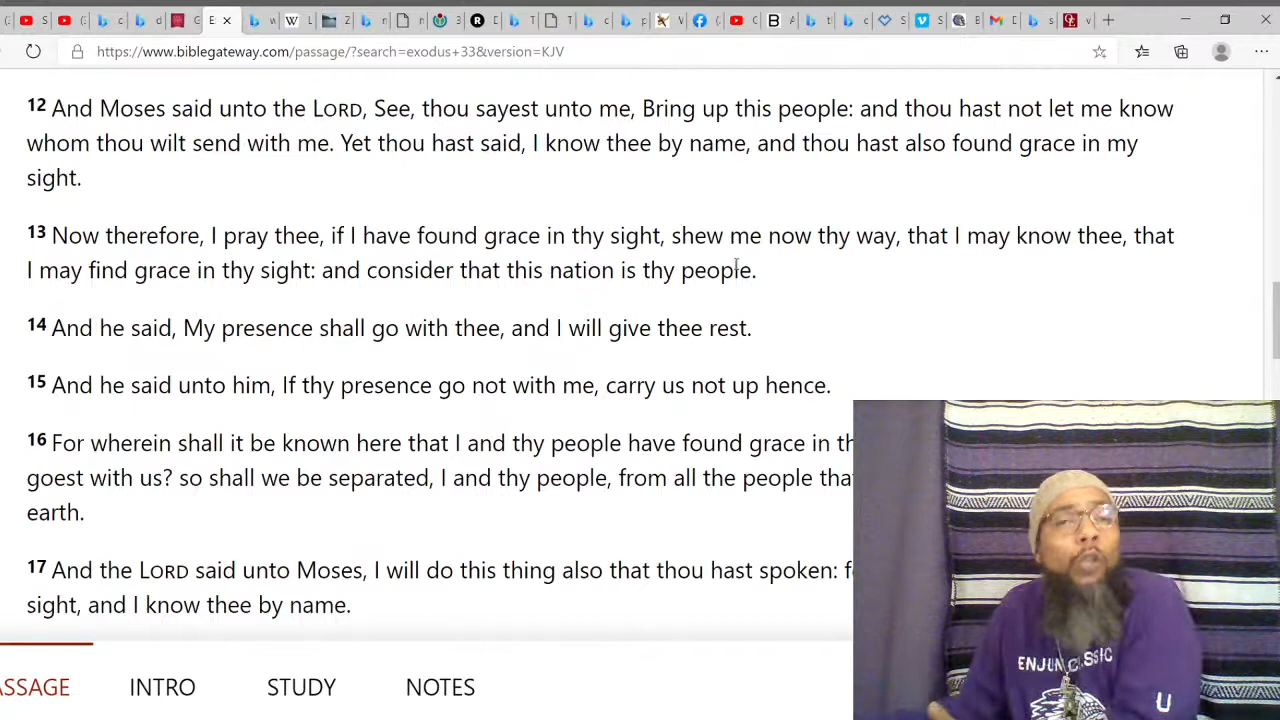 https://www.biblegateway.com/passage/?search=exodus+33&version=KJV
12 And Moses said unto the LORD, See, thou sayest unto me, Bring up this people: and thou hast not let me know
whom thou wilt send with me. Yet thou hast said, I know thee by name, and thou hast also found grace in my
sight.
13 Now therefore, I pray thee, if I have found grace in thy sight, shew me now thy way, that I may know thee, that
I may find grace in thy sight: and consider that this nation is thy people.
14 And he said, My presence shall go with thee, and I will give thee rest.
15 And he said unto him, If thy presence go not with me, carry us not up hence.
16 For wherein shall it be known here that I and thy people have found grace in th
goest with us? so shall we be separated, I and thy people, from all the people that
earth.
17 And the LORD said unto Moses, I will do this thing also that thou hast spoken: f
sight, and I know thee by name.
ENJUN CLASSIC
U
ASSAGE INTRO STUDY NOTES